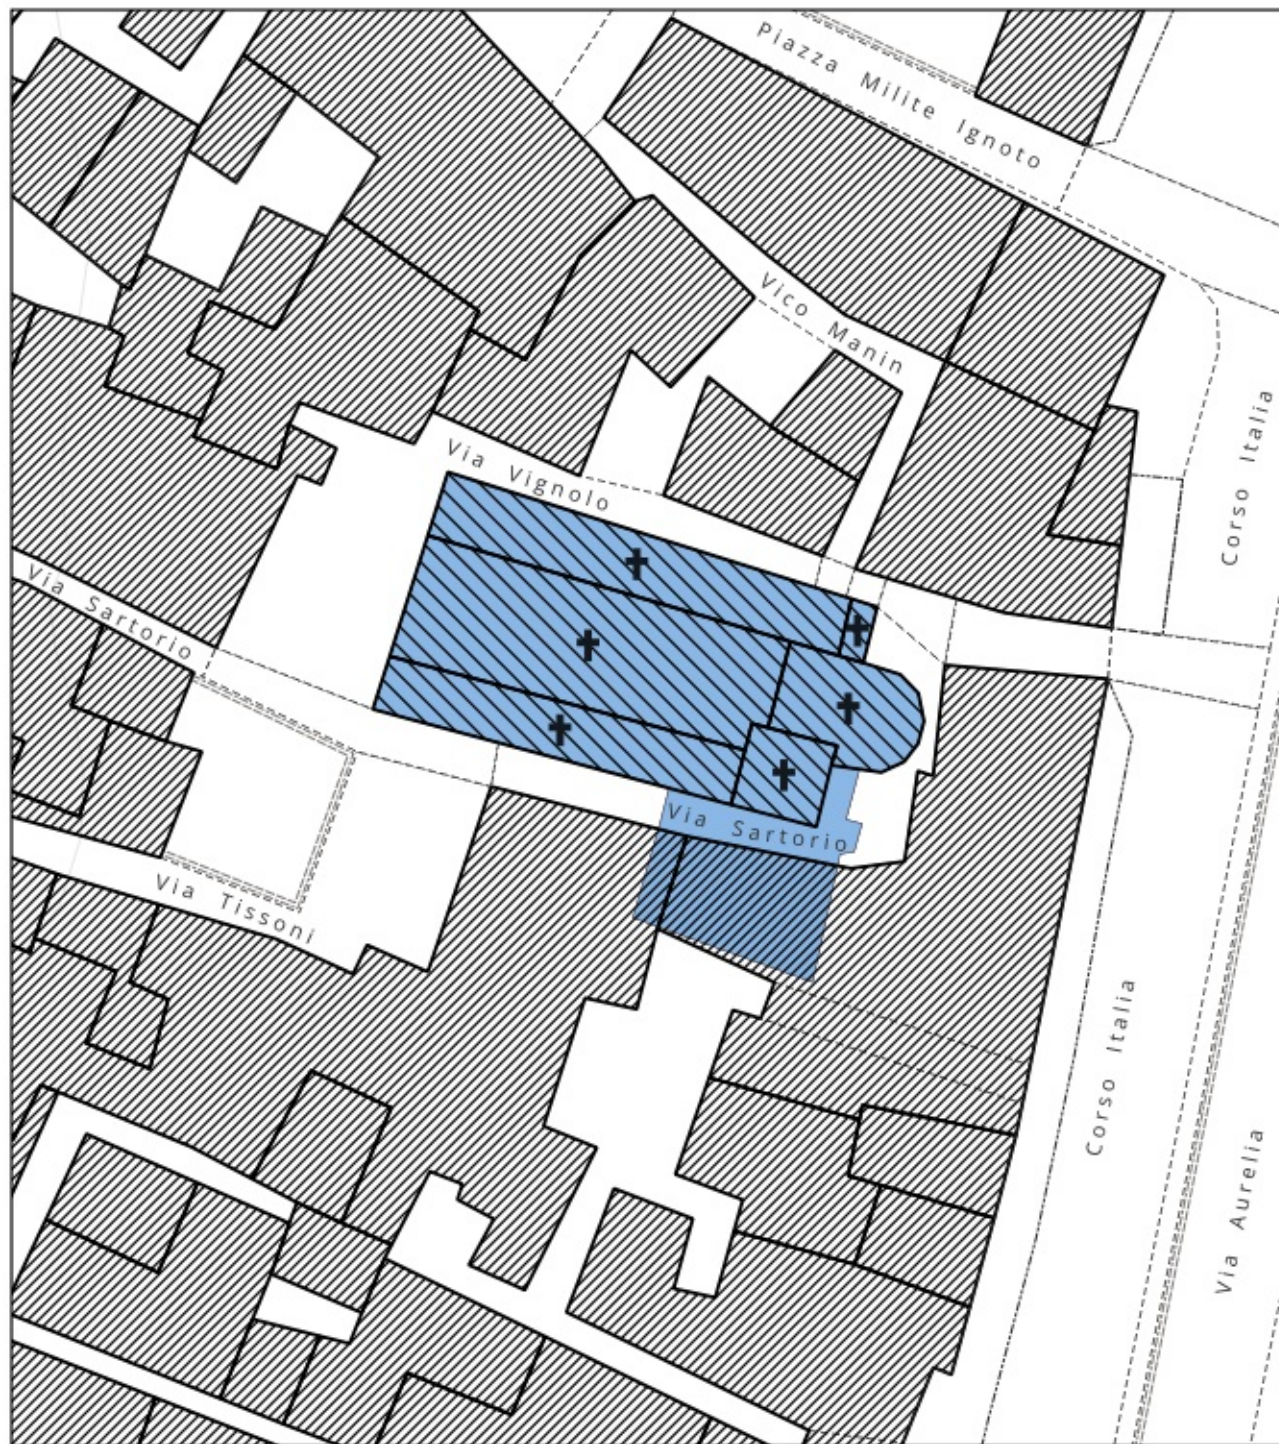 Piazza Milite Ignoto
Vico Manin
Corso Italia
Via Vignolo
Via Sartorio
Via Sartorio
Via Tissoni
Corso Italia
Via Aurelia